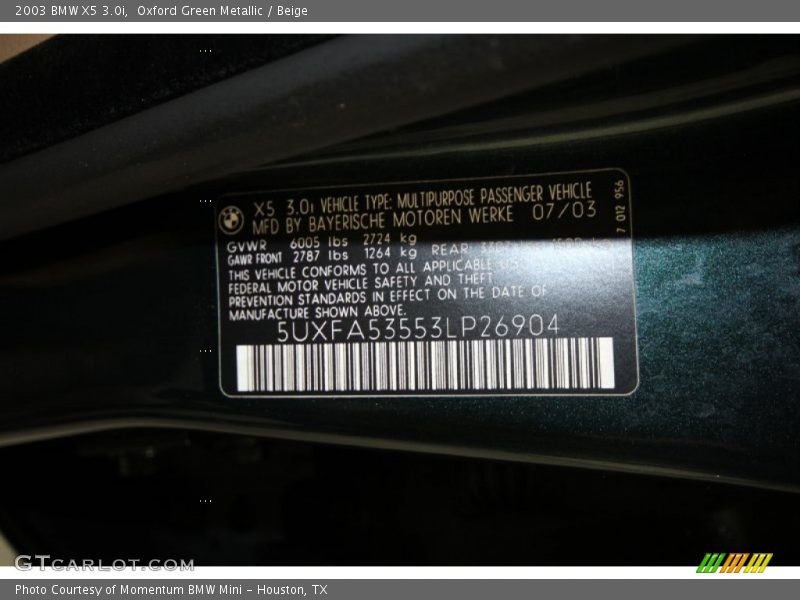 2003 BMW X5 3.0i, Oxford Green Metallic / Beige
X5 3.0i VEHICLE TYPE: MULTIPURPOSE PASSENGER VEHICLE
MFD BY BAYERISCHE MOTOREN WERKE 07/03
7 012 956
GVWR 6005 lbs 2724 kg
GAWR FRONT 2787 lbs 1264 kg REAR kg
THIS VEHICLE CONFORMS TO ALL APPLICABLE
FEDERAL MOTOR VEHICLE SAFETY AND THEFT
PREVENTION STANDARDS IN EFFECT ON THE DATE OF
MANUFACTURE SHOWN ABOVE.
5UXFA53553LP26904
GTCARLOT.COM
Photo Courtesy of Momentum BMW Mini - Houston, TX